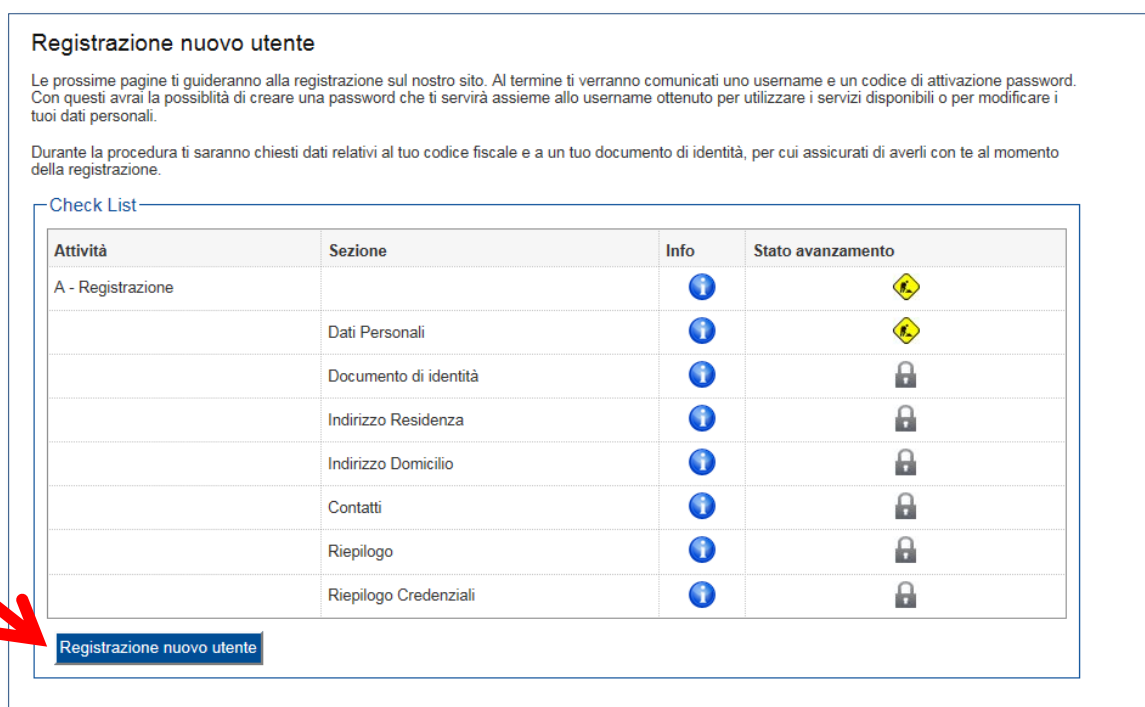 Registrazione nuovo utente
Le prossime pagine ti guideranno alla registrazione sul nostro sito. Al termine ti verranno comunicati uno username e un codice di attivazione password.
Con questi avrai la possiblità di creare una password che ti servirà assieme allo username ottenuto per utilizzare i servizi disponibili o per modificare i
tuoi dati personali.
Durante la procedura ti saranno chiesti dati relativi al tuo codice fiscale e a un tuo documento di identità, per cui assicurati di averli con te al momento
della registrazione.
Check List
Attività Sezione Info Stato avanzamento
A - Registrazione
Dati Personali
Documento di identità
Indirizzo Residenza
Indirizzo Domicilio
Contatti
Riepilogo
Riepilogo Credenziali
Registrazione nuovo utente